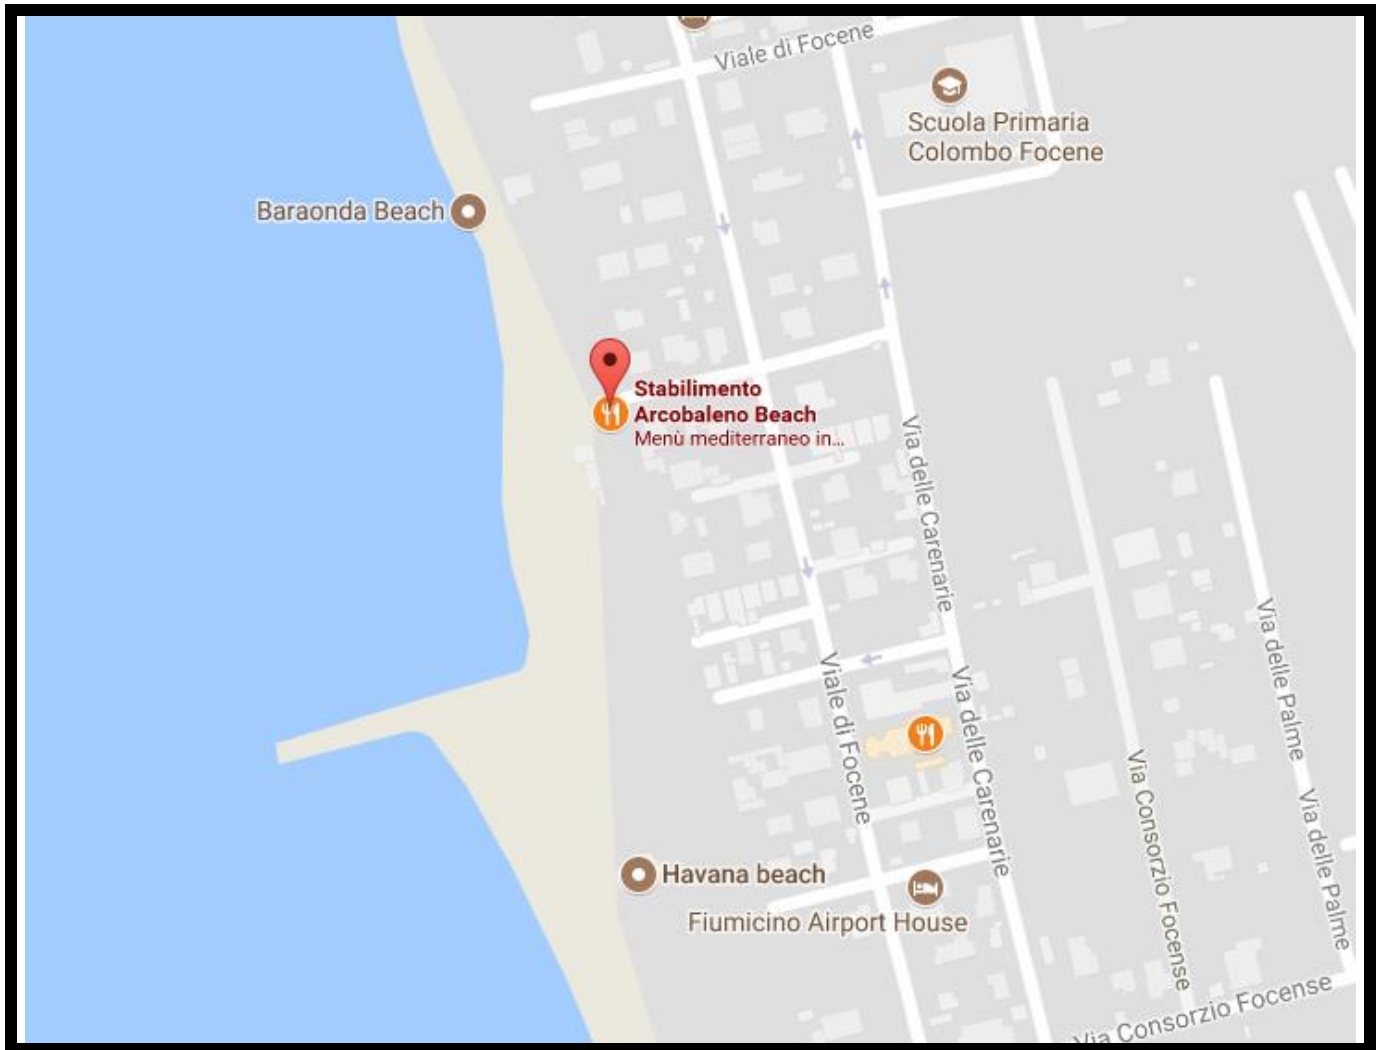 Viale di Focene
Scuola Primaria
Colombo Focene
Baraonda Beach
Stabilimento
Arcobaleno Beach
Menù mediterraneo in...
Via delle Carenarie
Via delle Palme
Viale di Focene
Via delle Carenarie
Via Consorzio Focense
Via delle Palme
Havana beach
Fiumicino Airport House
Via Consorzio Focense